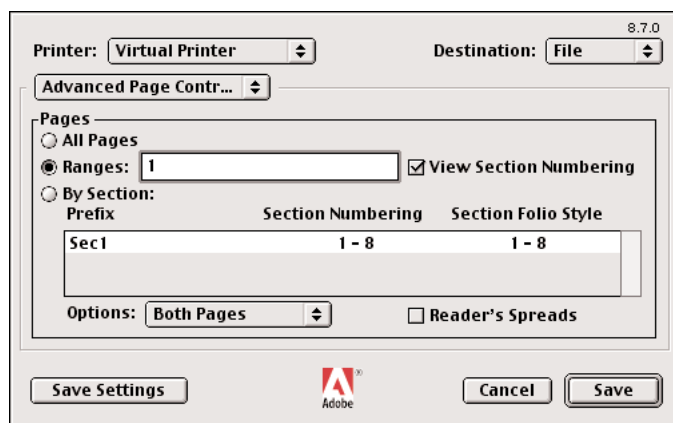 8.7.0
Printer: Virtual Printer Destination: File
Advanced Page Contr...
Pages
All Pages
Ranges: 1 View Section Numbering
By Section:
Prefix Section Numbering Section Folio Style
Sec1 1 – 8 1 – 8
Options: Both Pages Reader's Spreads
Save Settings Adobe® Cancel Save